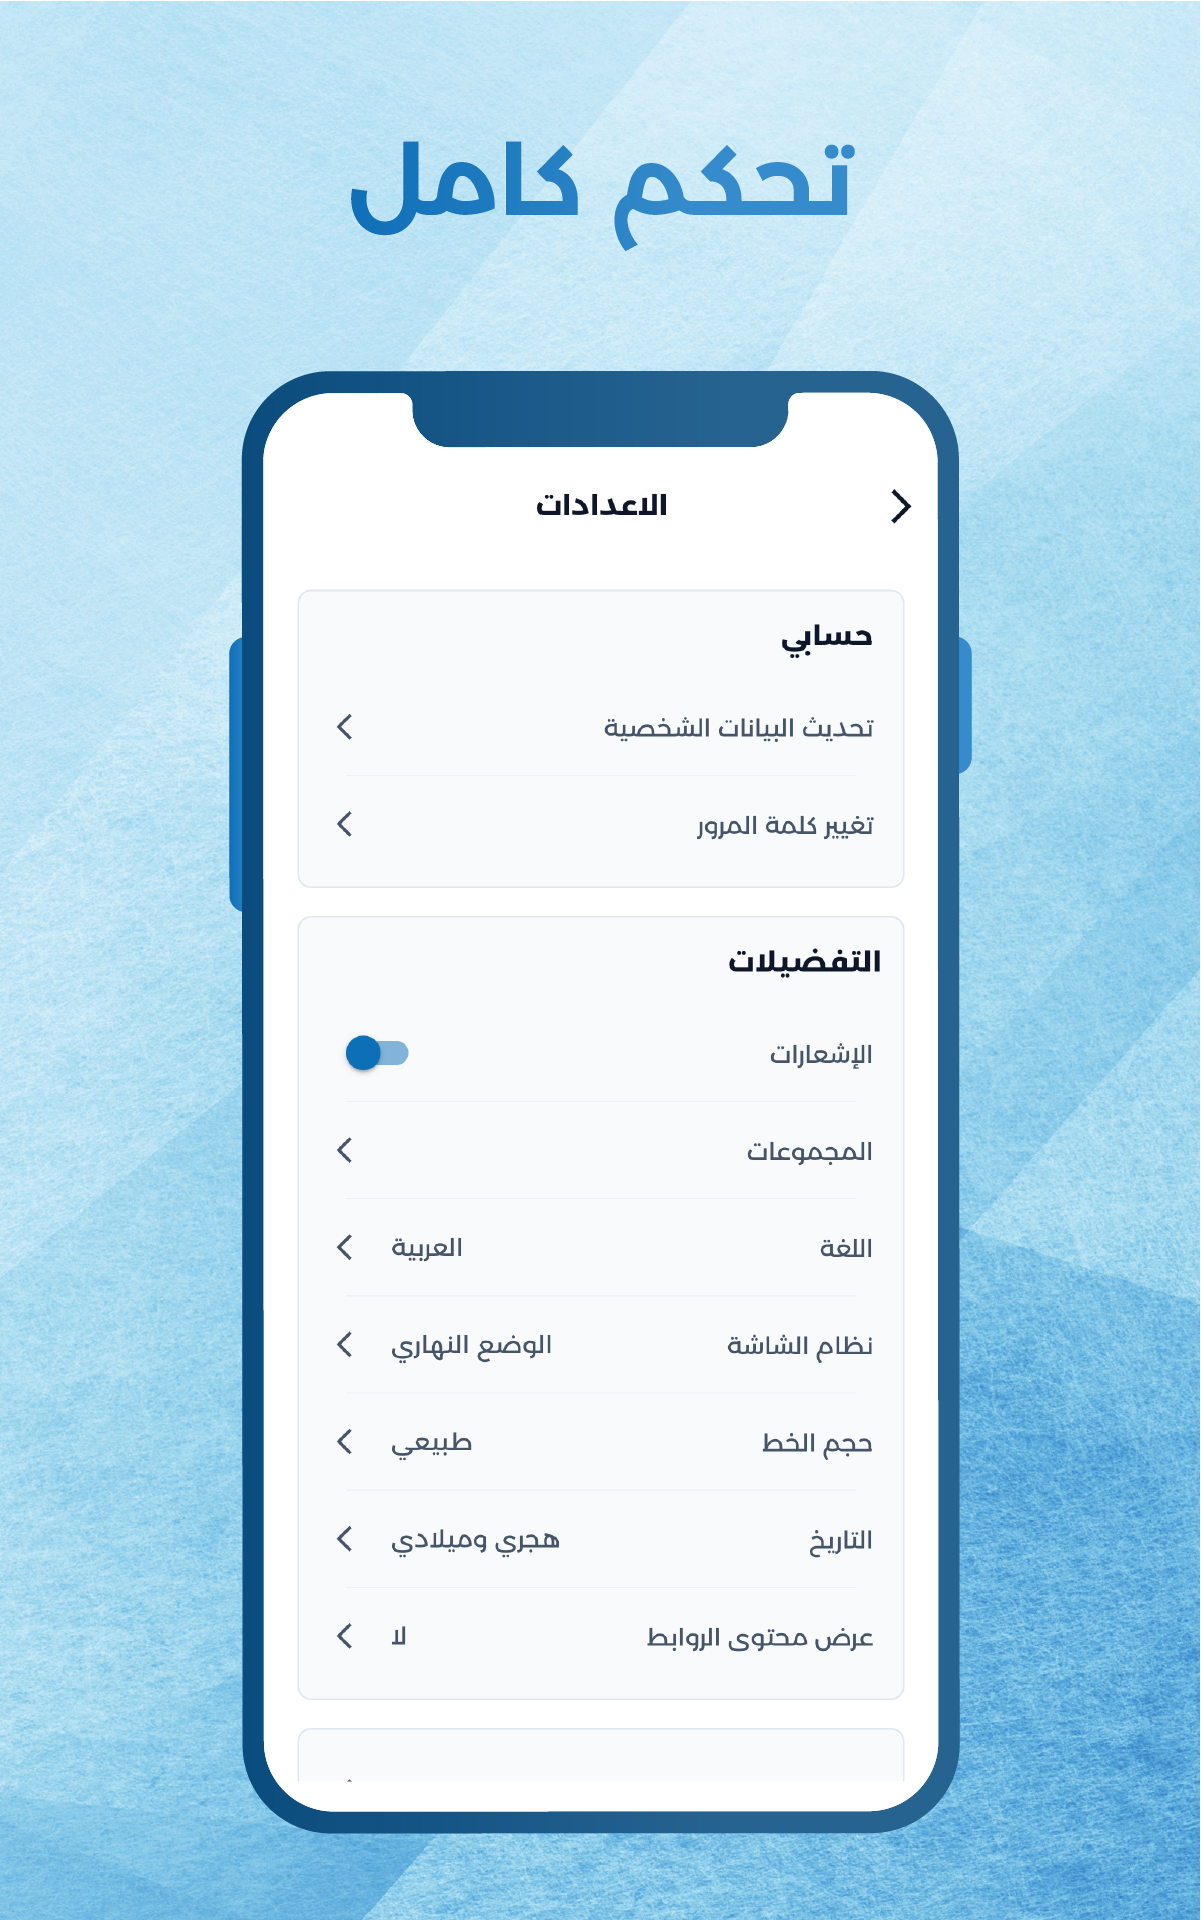 تحكم كامل
الاعدادات
حسابي
تحديث البيانات الشخصية
تغيير كلمة المرور
التفضيلات
الإشعارات
المجموعات
اللغة العربية
نظام الشاشة الوضع النهاري
حجم الخط طبيعي
التاريخ هجري وميلادي
عرض محتوى الروابط لا